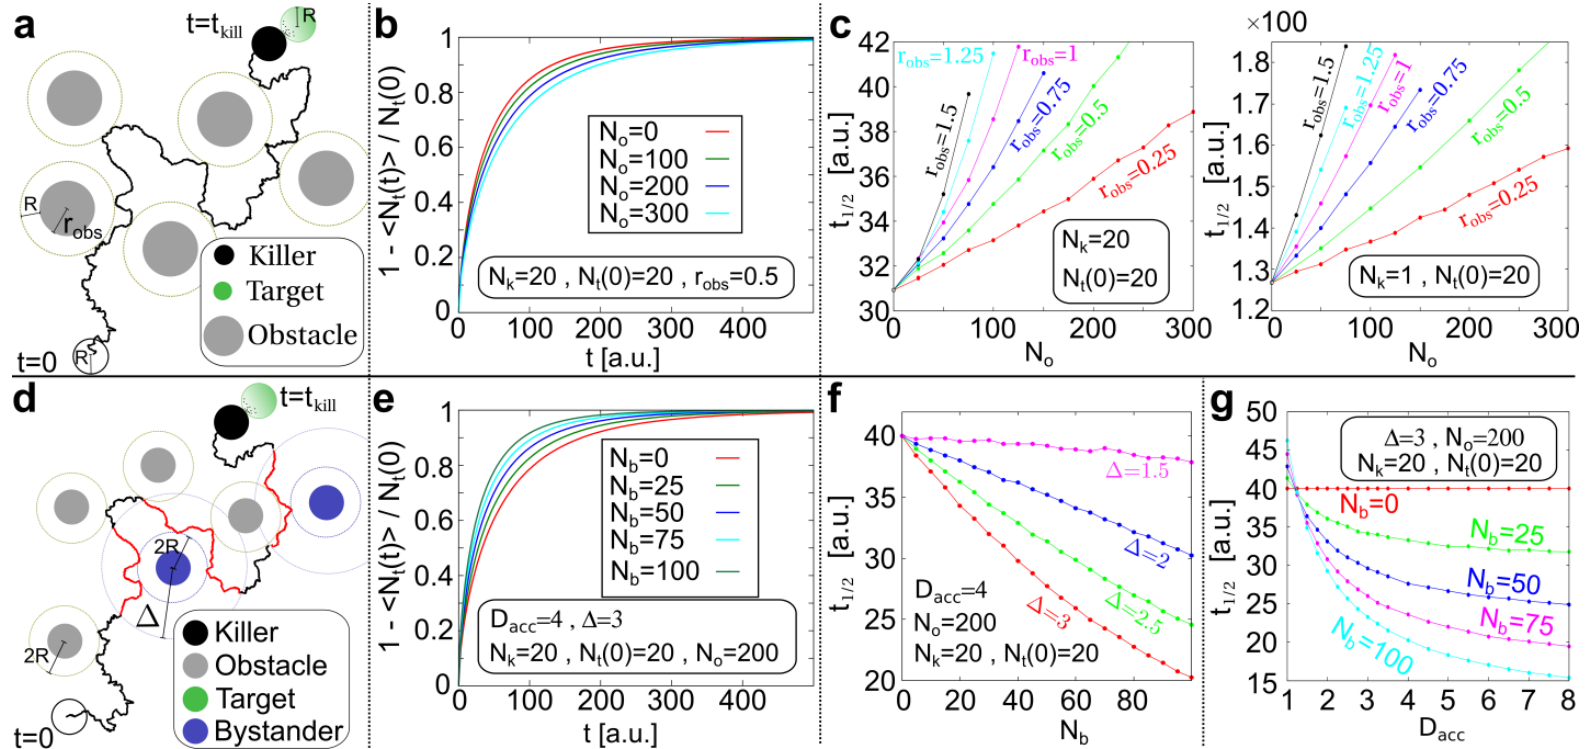 a
t=t_kill
R
R
r_obs
Killer
Target
Obstacle
t=0
R
b
1 - <N_t(t)> / N_t(0)
1
0.8
0.6
0.4
0.2
0
N_o=0
N_o=100
N_o=200
N_o=300
N_k=20 , N_t(0)=20 , r_obs=0.5
0 100 200 300 400
t [a.u.]
c
t_1/2 [a.u.]
42
40
38
36
34
32
30
r_obs=1.5
r_obs=1.25
r_obs=1
r_obs=0.75
r_obs=0.5
r_obs=0.25
N_k=20
N_t(0)=20
0 100 200 300
N_o
×100
t_1/2 [a.u.]
1.8
1.7
1.6
1.5
1.4
1.3
1.2
r_obs=1.5
r_obs=1.25
r_obs=1
r_obs=0.75
r_obs=0.5
r_obs=0.25
N_k=1 , N_t(0)=20
0 100 200 300
N_o
d
t=t_kill
2R
Δ
2R
Killer
Obstacle
Target
Bystander
t=0
e
1 - <N_t(t)> / N_t(0)
1
0.8
0.6
0.4
0.2
0
N_b=0
N_b=25
N_b=50
N_b=75
N_b=100
D_acc=4 , Δ=3
N_k=20 , N_t(0)=20 , N_o=200
0 100 200 300 400
t [a.u.]
f
t_1/2 [a.u.]
40
35
30
25
20
Δ=1.5
Δ=2
Δ=2.5
Δ=3
D_acc=4
N_o=200
N_k=20 , N_t(0)=20
0 20 40 60 80
N_b
g
t_1/2 [a.u.]
50
45
40
35
30
25
20
15
Δ=3 , N_o=200
N_k=20 , N_t(0)=20
N_b=0
N_b=25
N_b=50
N_b=75
N_b=100
1 2 3 4 5 6 7 8
D_acc